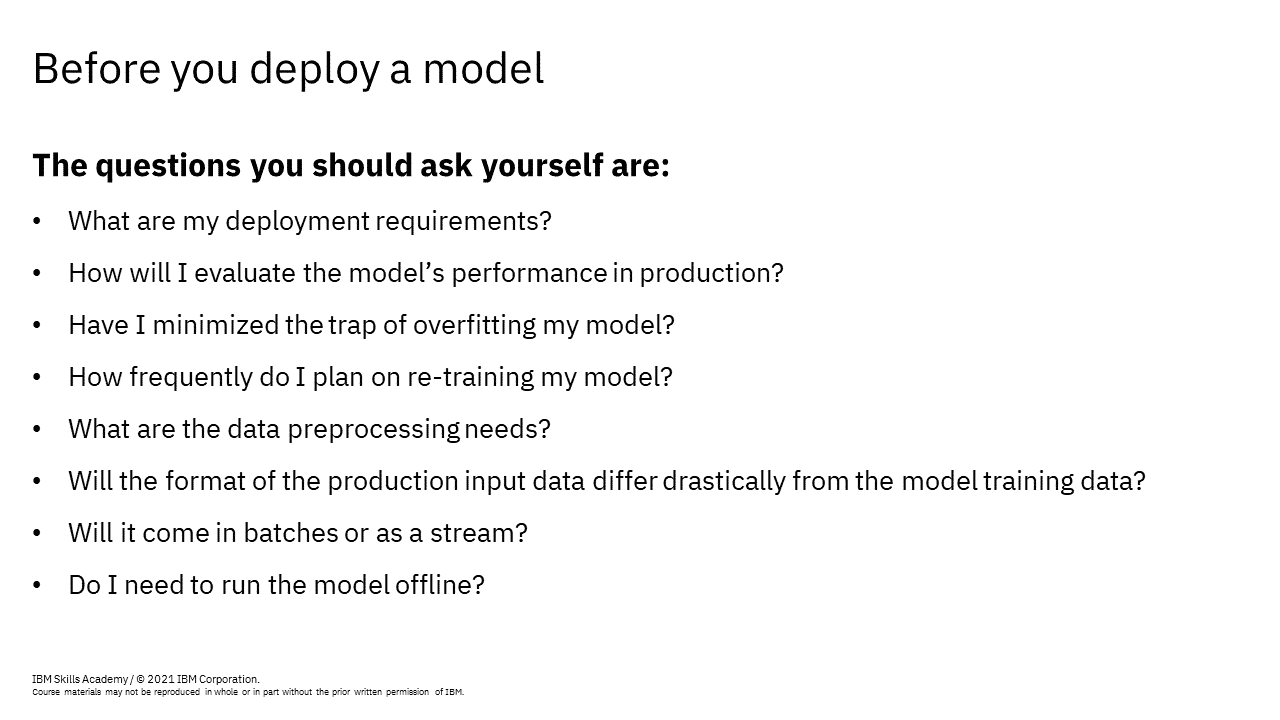 Before you deploy a model
The questions you should ask yourself are:
• What are my deployment requirements?
• How will I evaluate the model’s performance in production?
• Have I minimized the trap of overfitting my model?
• How frequently do I plan on re-training my model?
• What are the data preprocessing needs?
• Will the format of the production input data differ drastically from the model training data?
• Will it come in batches or as a stream?
• Do I need to run the model offline?
IBM Skills Academy / © 2021 IBM Corporation.
Course materials may not be reproduced in whole or in part without the prior written permission of IBM.